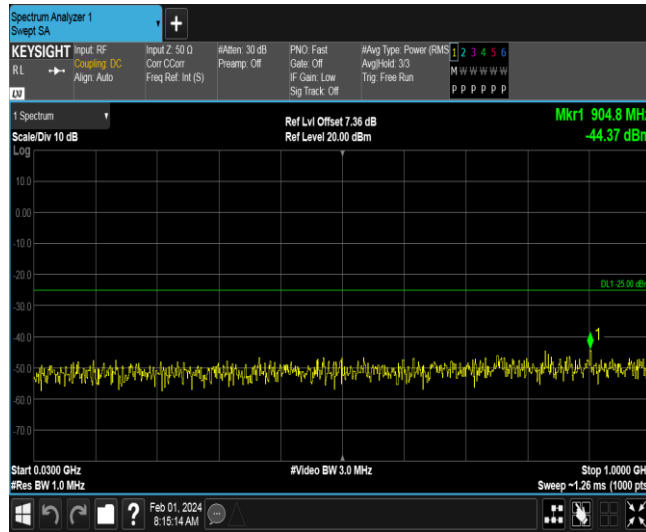 Spectrum Analyzer 1
Swept SA
+
KEYSIGHT Input: RF Input Z: 50 Ω #Atten: 30 dB PNO: Fast #Avg Type: Power (RMS 1 2 3 4 5 6
RL Coupling: DC Corr CCorr Preamp: Off Gate: Off Avg|Hold: 3/3 M W W W W W
Align: Auto Freq Ref: Int (S) IF Gain: Low Trig: Free Run
LXI Sig Track: Off P P P P P P
1 Spectrum
Ref Lvl Offset 7.36 dB Mkr1 904.8 MHz
Scale/Div 10 dB Ref Level 20.00 dBm -44.37 dBm
Log
10.0
0.00
-10.0
-20.0
DL1 -25.00 dBm
-30.0
-40.0
1
-50.0
-60.0
-70.0
Start 0.0300 GHz #Video BW 3.0 MHz Stop 1.0000 GH
#Res BW 1.0 MHz Sweep ~1.26 ms (1000 pts
? Feb 01, 2024
8:15:14 AM